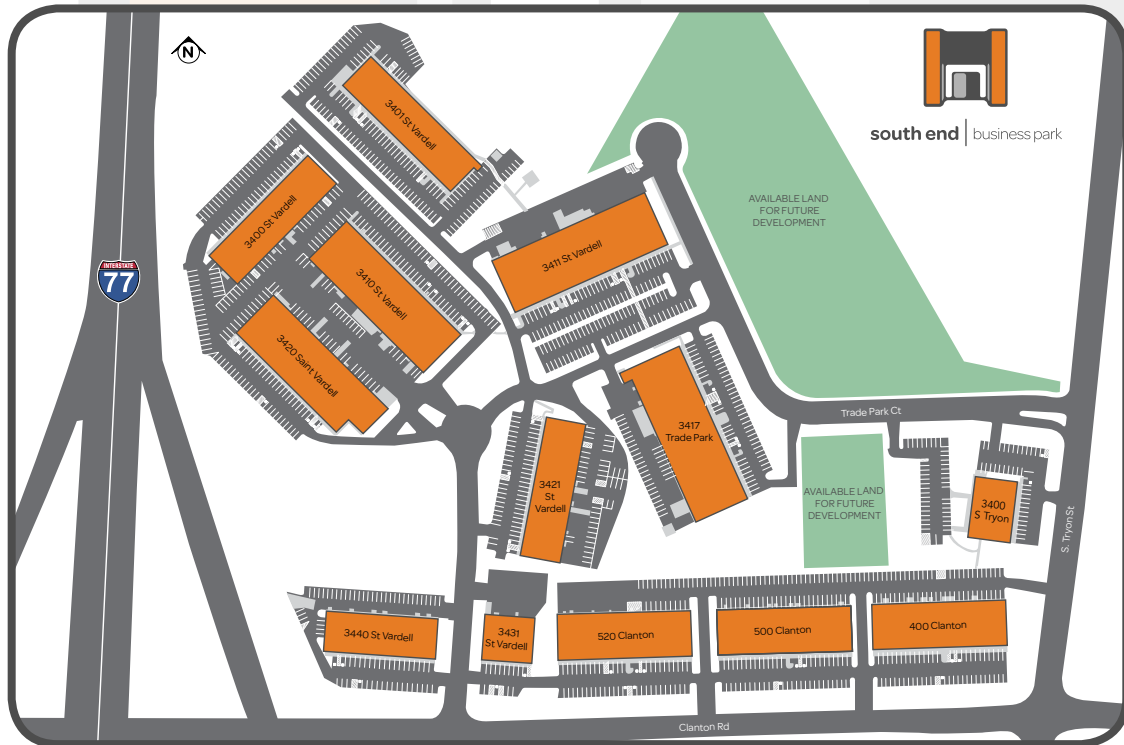 N
south end | business park
3401 St Vardell
3400 St Vardell
AVAILABLE LAND
FOR FUTURE
DEVELOPMENT
3411 St Vardell
INTERSTATE
77
3410 St Vardell
3420 Saint Vardell
Trade Park Ct
3417
Trade Park
3421
St
Vardell
AVAILABLE LAND
FOR FUTURE
DEVELOPMENT
3400
S Tryon
S. Tryon St
3440 St Vardell
3431
St Vardell
520 Clanton
500 Clanton
400 Clanton
Clanton Rd